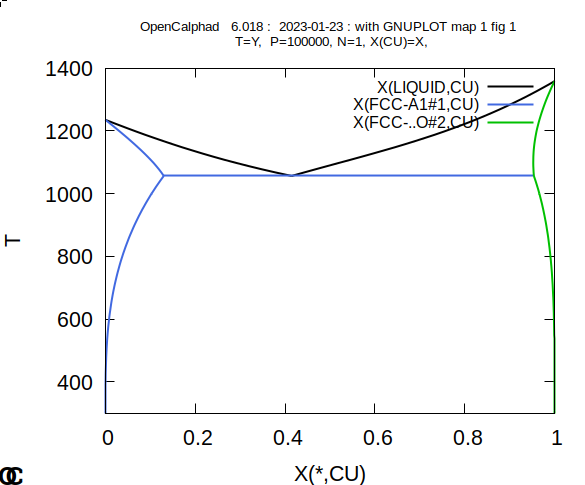 OpenCalphad 6.018 : 2023-01-23 : with GNUPLOT map 1 fig 1
T=Y, P=100000, N=1, X(CU)=X,
1400
X(LIQUID,CU)
X(FCC-A1#1,CU)
X(FCC-..O#2,CU)
1200
1000
T
800
600
400
0 0.2 0.4 0.6 0.8 1
X(*,CU)